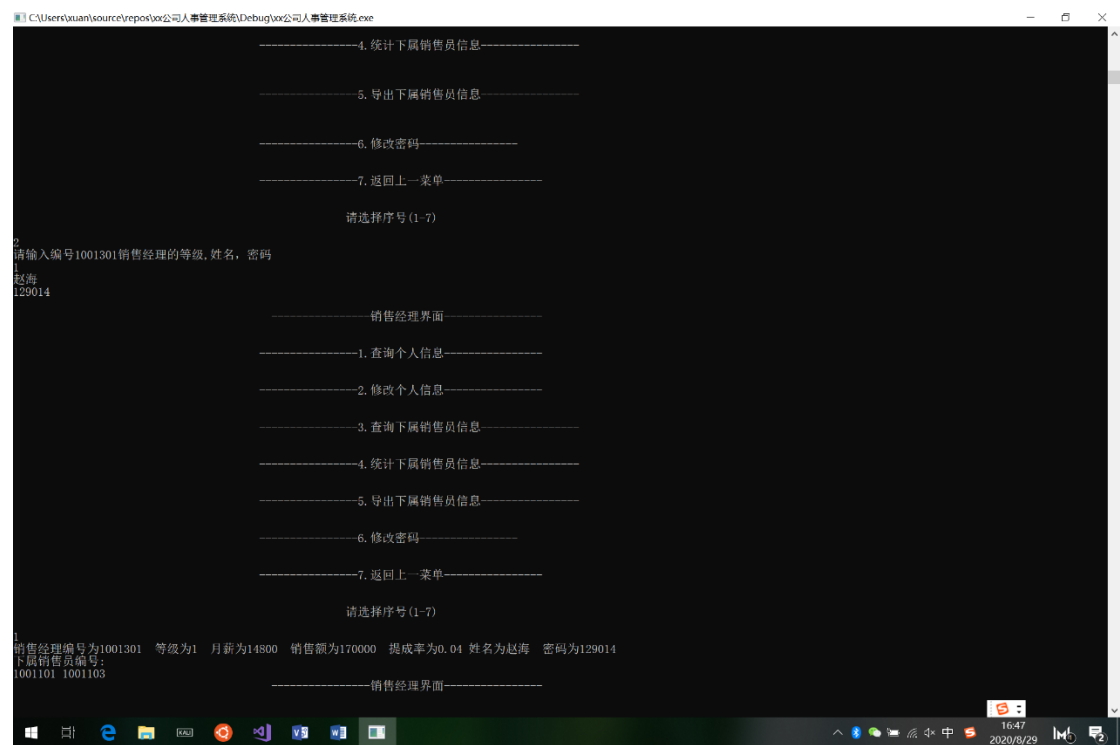 C:\Users\xuan\source\repos\xx公司人事管理系统\Debug\xx公司人事管理系统.exe
----------------4.统计下属销售员信息----------------
----------------5.导出下属销售员信息----------------
----------------6.修改密码----------------
----------------7.返回上一菜单----------------
请选择序号(1-7)
2
请输入编号1001301销售经理的等级,姓名，密码
1
赵海
129014
----------------销售经理界面----------------
----------------1.查询个人信息----------------
----------------2.修改个人信息----------------
----------------3.查询下属销售员信息----------------
----------------4.统计下属销售员信息----------------
----------------5.导出下属销售员信息----------------
----------------6.修改密码----------------
----------------7.返回上一菜单----------------
请选择序号(1-7)
1
销售经理编号为1001301  等级为1  月薪为14800  销售额为170000  提成率为0.04 姓名为赵海  密码为129014
下属销售员编号:
1001101 1001103
----------------销售经理界面----------------
KALI
中
16:47
2020/8/29